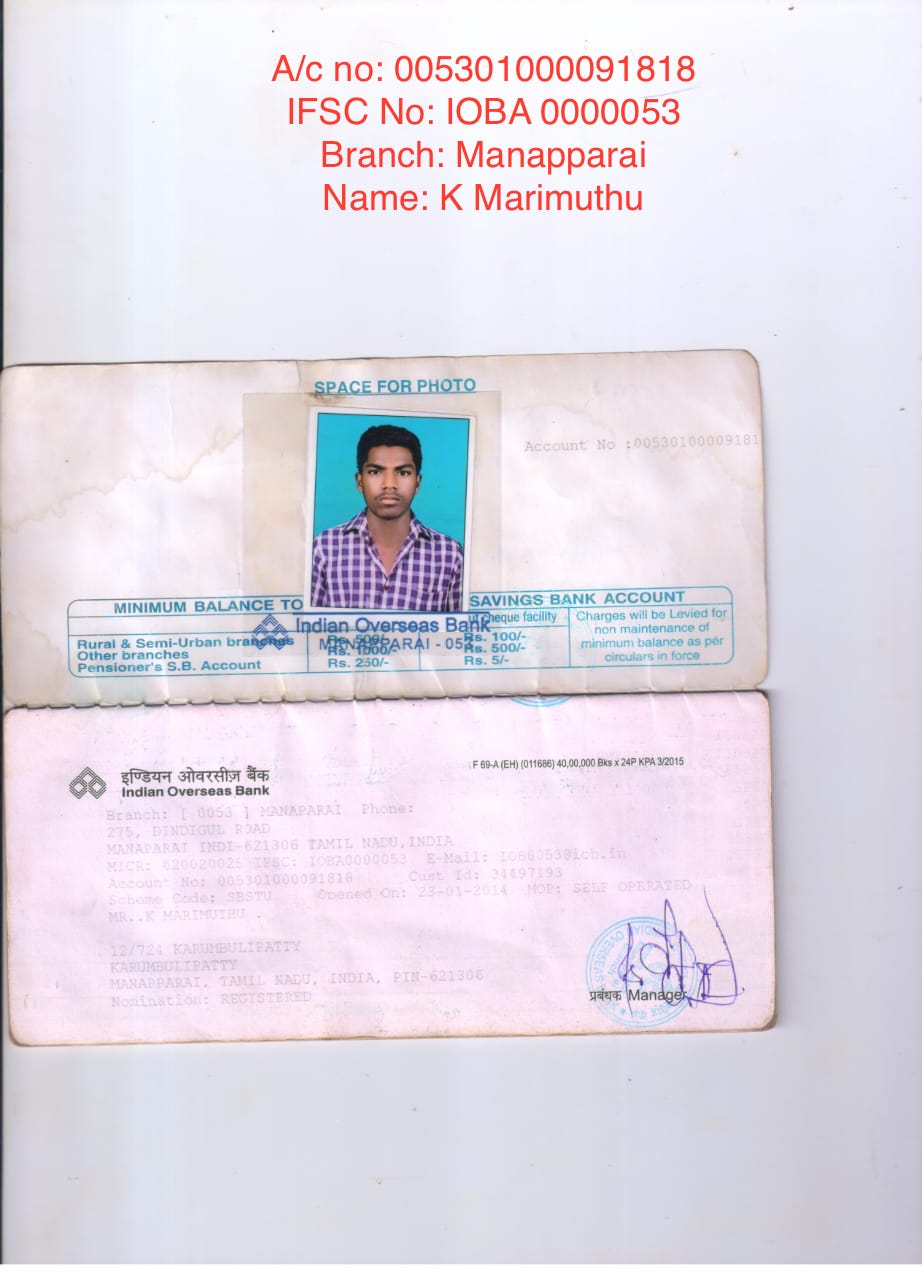 A/c no: 005301000091818
IFSC No: IOBA 0000053
Branch: Manapparai
Name: K Marimuthu
SPACE FOR PHOTO
Account No :00530100009181
MINIMUM BALANCE TO SAVINGS BANK ACCOUNT
Indian Overseas Bank
MANAPPARAI - 053
cheque facility
Charges will be Levied for
non maintenance of
minimum balance as per
circulars in force
Rural & Semi-Urban branches Rs. 500/- Rs. 100/-
Other branches Rs. 1000/- Rs. 500/-
Pensioner's S.B. Account Rs. 250/- Rs. 5/-
इण्डियन ओवरसीज़ बैंक
Indian Overseas Bank
F 69-A (EH) (011686) 40,00,000 Bks x 24P KPA 3/2015
Branch: [ 0053 ] MANAPARAI Phone:
275, DINDIGUL ROAD
MANAPARAI INDI-621306 TAMIL NADU,INDIA
MICR: 620020025 IFSC: IOBA0000053 E-Mail: IOB0053@iob.in
Account No: 005301000091818 Cust Id: 34497193
Scheme Code: SBSTU Opened On: 23-01-2014 MOP: SELF OPERATED
MR..K MARIMUTHU .
12/724 KARUMBULIPATTY
KARUMBULIPATTY
MANAPPARAI, TAMIL NADU, INDIA, PIN-621306
Nomination: REGISTERED
प्रबंधक Manager